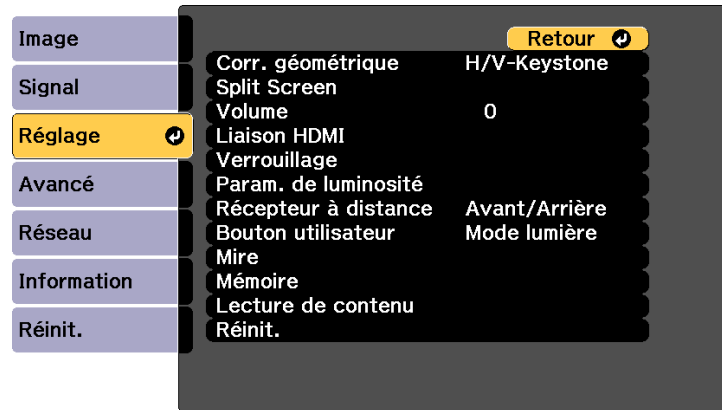 Image
Signal
Réglage
Avancé
Réseau
Information
Réinit.
Retour
Corr. géométrique H/V-Keystone
Split Screen
Volume 0
Liaison HDMI
Verrouillage
Param. de luminosité
Récepteur à distance Avant/Arrière
Bouton utilisateur Mode lumière
Mire
Mémoire
Lecture de contenu
Réinit.